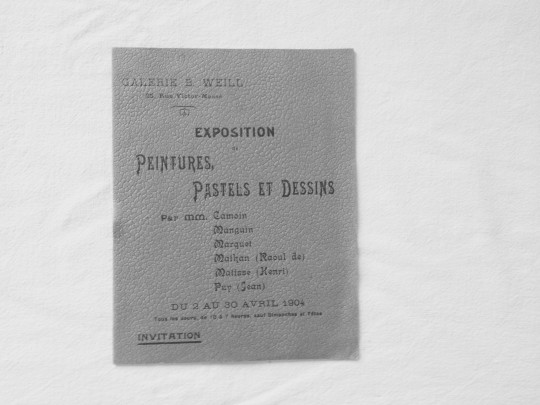 GALERIE B. WEILL
25, Rue Victor-Massé
EXPOSITION
DE
PEINTURES,
PASTELS ET DESSINS
Par MM. Camoin
Manguin
Marquet
Mathan (Raoul de)
Matisse (Henri)
Puy (Jean)
DU 2 AU 30 AVRIL 1904
Tous les Jours, de 10 à 7 heures, sauf Dimanches et Fêtes
INVITATION